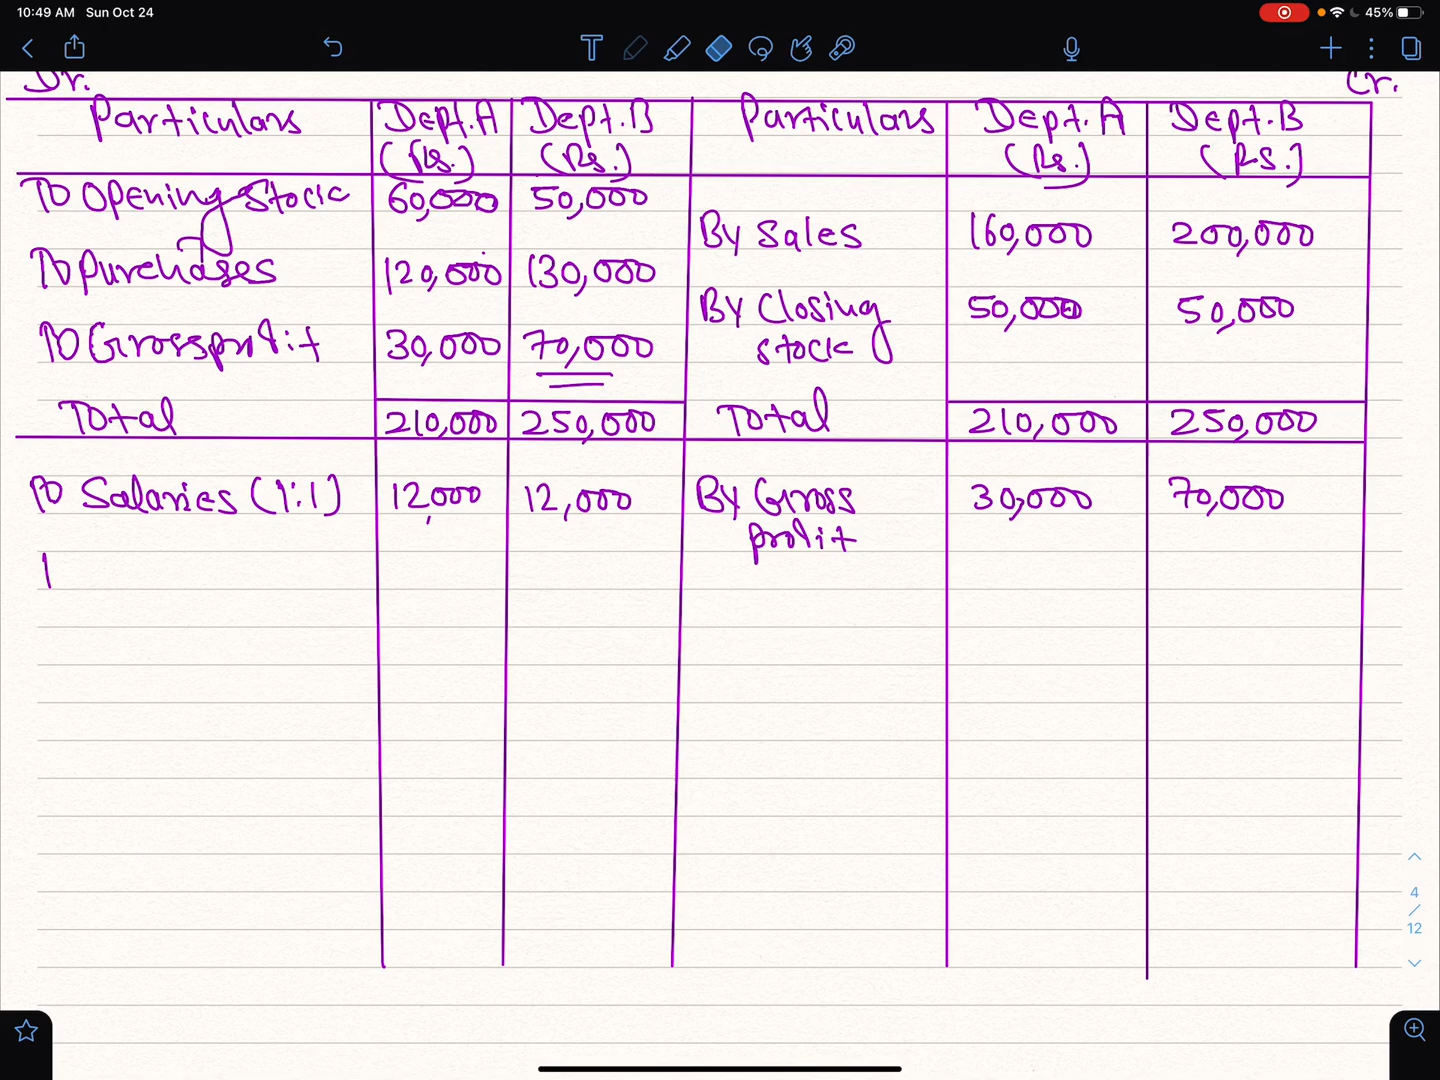 10:49 AM Sun Oct 24
45%
Dr. Cr.
Particulars Dept. A Dept. B Particulars Dept. A Dept. B
(Rs.) (Rs.) (Rs.) (Rs.)
To Opening Stock 60,000 50,000
By Sales 160,000 200,000
To Purchases 120,000 130,000
By Closing 50,000 50,000
stock
To Gross profit 30,000 70,000
Total 210,000 250,000 Total 210,000 250,000
To Salaries (1:1) 12,000 12,000 By Gross 30,000 70,000
profit
4
/
12